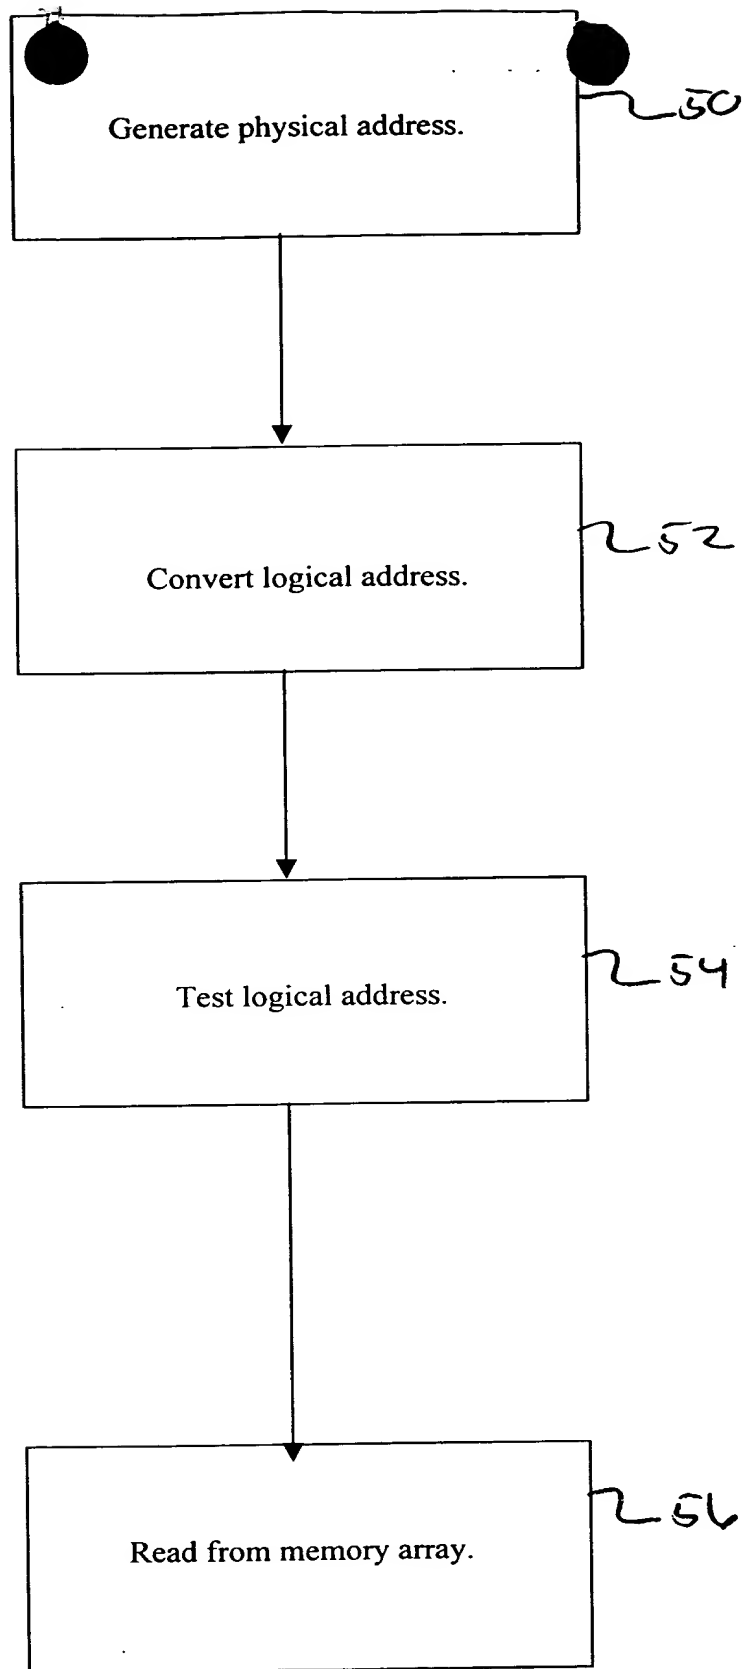 Generate physical address.
50
Convert logical address.
52
Test logical address.
54
Read from memory array.
56